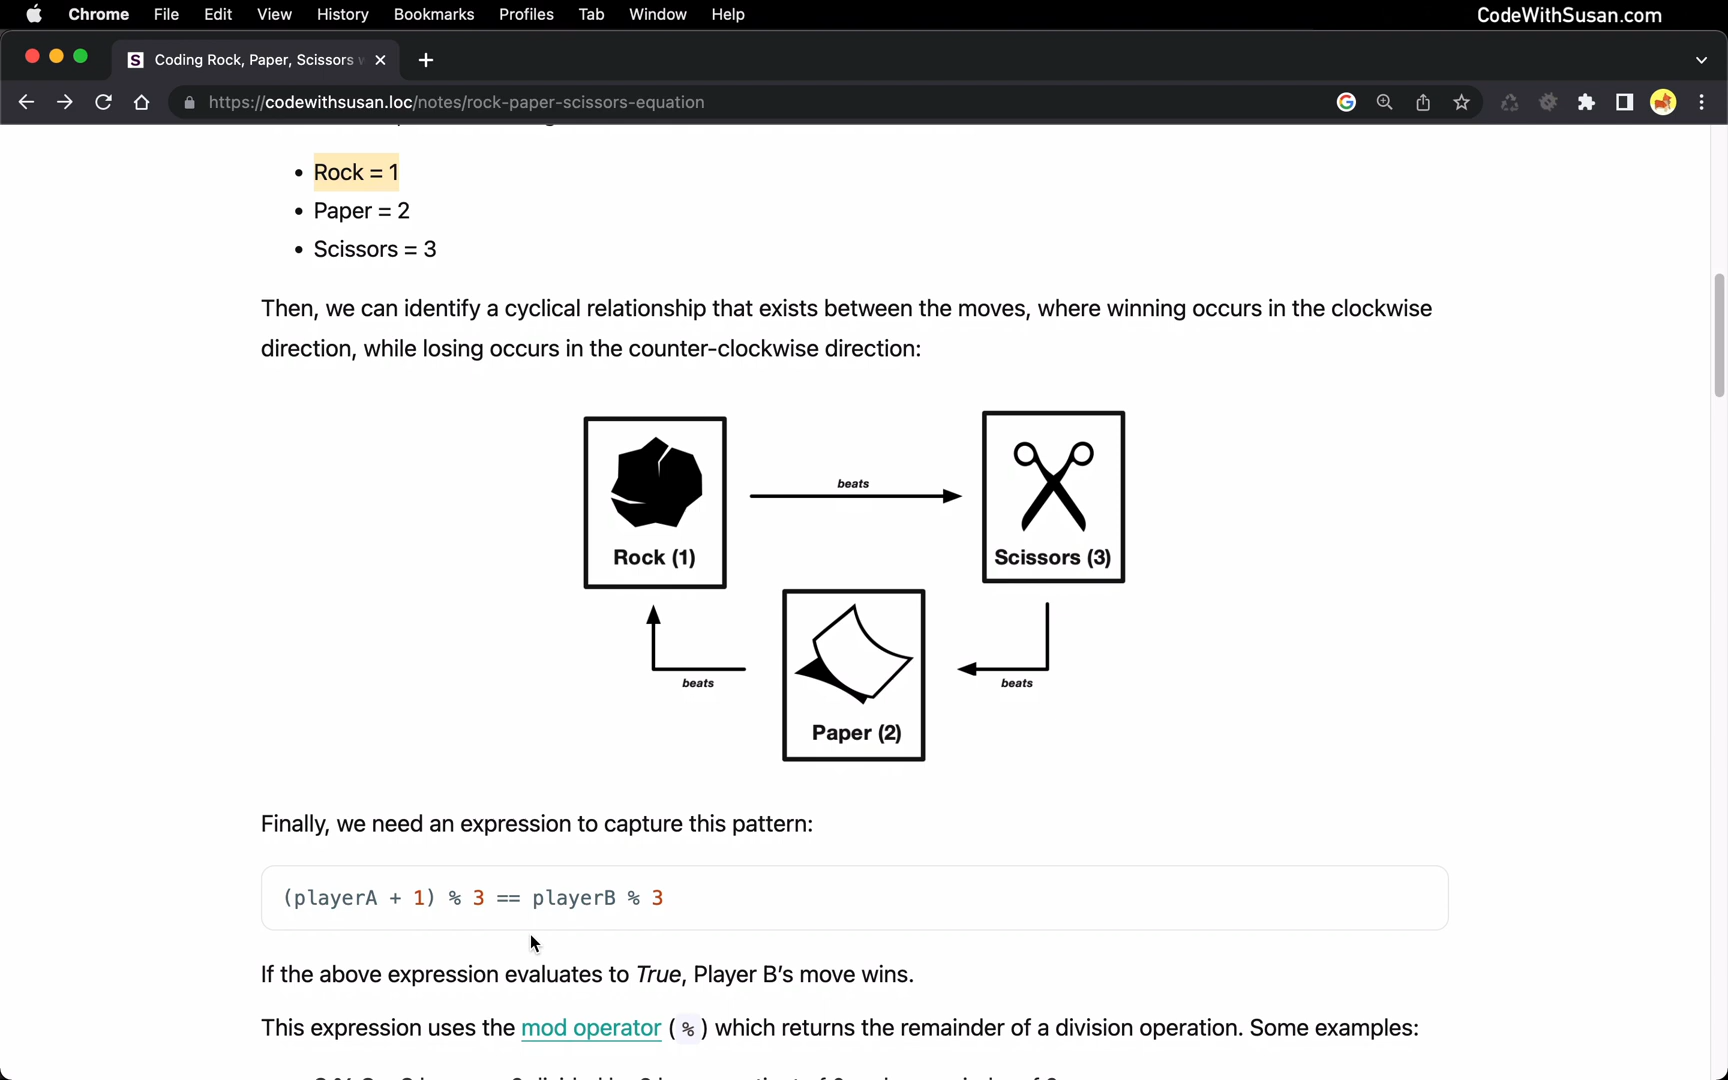 Chrome File Edit View History Bookmarks Profiles Tab Window Help CodeWithSusan.com
S Coding Rock, Paper, Scissors
https://codewithsusan.loc/notes/rock-paper-scissors-equation
• Rock = 1
• Paper = 2
• Scissors = 3
Then, we can identify a cyclical relationship that exists between the moves, where winning occurs in the clockwise
direction, while losing occurs in the counter-clockwise direction:
beats
Rock (1) Scissors (3)
beats beats
Paper (2)
Finally, we need an expression to capture this pattern:
(playerA + 1) % 3 == playerB % 3
If the above expression evaluates to True, Player B's move wins.
This expression uses the mod operator (%) which returns the remainder of a division operation. Some examples: